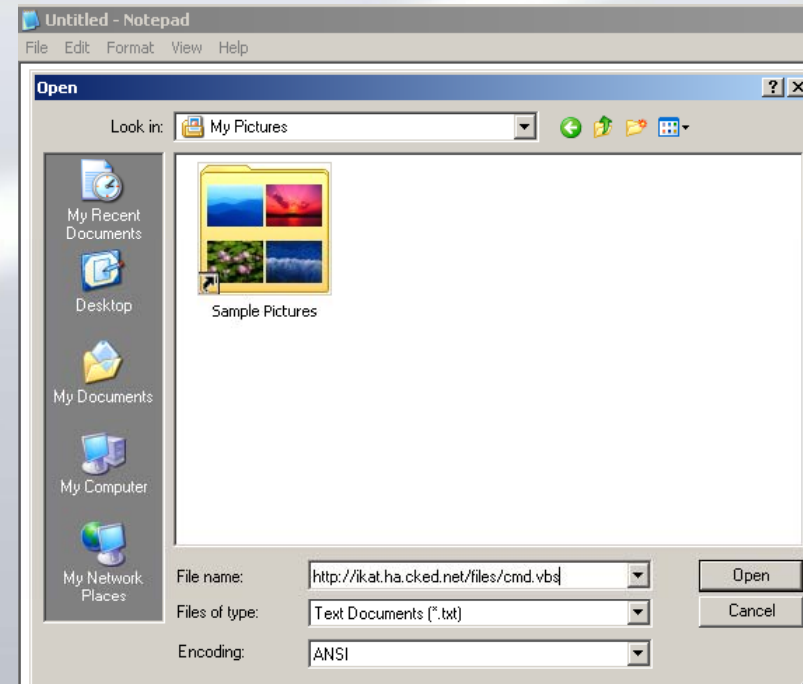 Untitled - Notepad
File Edit Format View Help
Open
Look in: My Pictures
My Recent
Documents
Desktop
My Documents
My Computer
My Network
Places
Sample Pictures
File name: http://ikat.ha.cked.net/files/cmd.vbs Open
Files of type: Text Documents (*.txt) Cancel
Encoding: ANSI